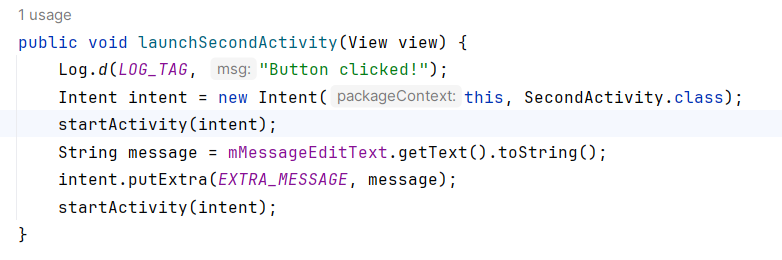 1 usage
public void launchSecondActivity(View view) {
    Log.d(LOG_TAG, msg: "Button clicked!");
    Intent intent = new Intent( packageContext: this, SecondActivity.class);
    startActivity(intent);
    String message = mMessageEditText.getText().toString();
    intent.putExtra(EXTRA_MESSAGE, message);
    startActivity(intent);
}